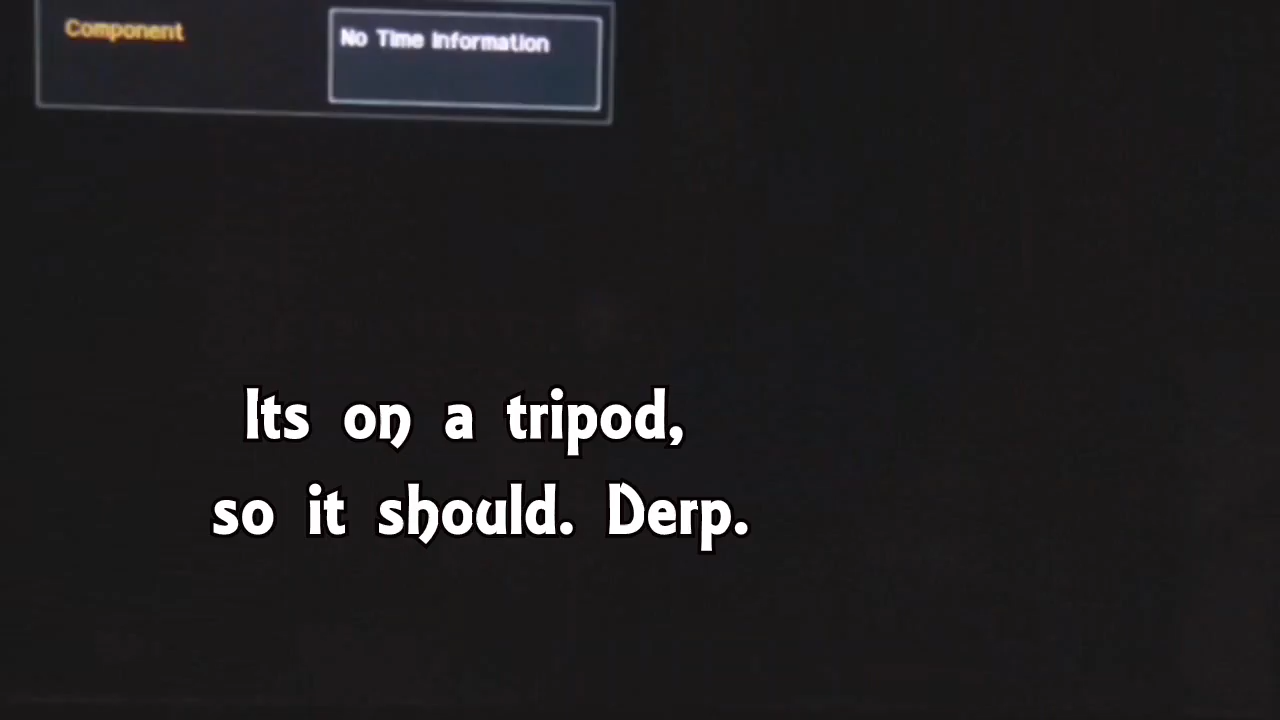 Component
No Time Information
Its on a tripod,
so it should. Derp.